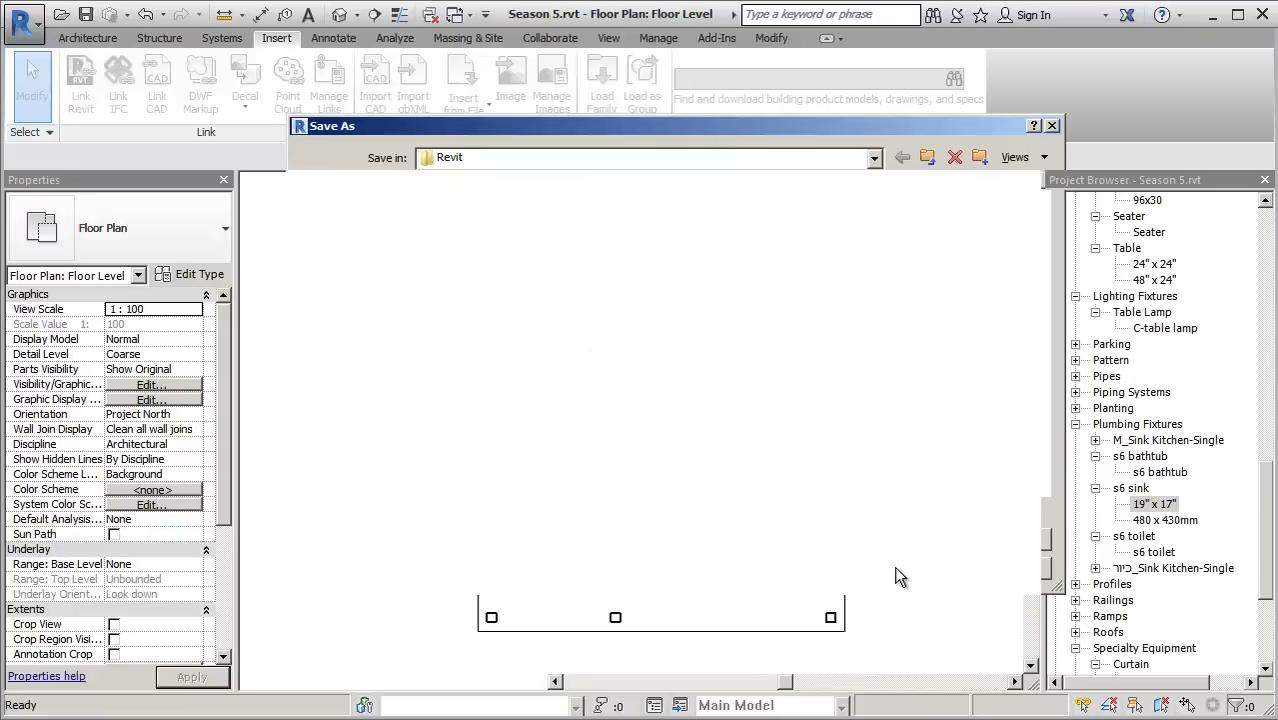 Season 5.rvt - Floor Plan: Floor Level
Type a keyword or phrase
Sign In
Architecture Structure Systems Insert Annotate Analyze Massing & Site Collaborate View Manage Add-Ins Modify
Modify
Link Revit
Link IFC
Link CAD
DWF Markup
Decal
Point Cloud
Manage Links
Import CAD
Import gbXML
Insert from File
Image
Manage Images
Load Family
Load as Group
Find and download building product models, drawings, and specs
Select
Link
Save As
Save in:
Revit
Views
Properties
Floor Plan
Floor Plan: Floor Level
Edit Type
Graphics
View Scale 1 : 100
Scale Value 1: 100
Display Model Normal
Detail Level Coarse
Parts Visibility Show Original
Visibility/Graphic... Edit...
Graphic Display ... Edit...
Orientation Project North
Wall Join Display Clean all wall joins
Discipline Architectural
Show Hidden Lines By Discipline
Color Scheme L... Background
Color Scheme <none>
System Color Sc... Edit...
Default Analysis... None
Sun Path
Underlay
Range: Base Level None
Range: Top Level Unbounded
Underlay Orient... Look down
Extents
Crop View
Crop Region Visi...
Annotation Crop
Properties help
Apply
Project Browser - Season 5.rvt
96x30
Seater
Seater
Table
24" x 24"
48" x 24"
Lighting Fixtures
Table Lamp
C-table lamp
Parking
Pattern
Pipes
Piping Systems
Planting
Plumbing Fixtures
M_Sink Kitchen-Single
s6 bathtub
s6 bathtub
s6 sink
19" x 17"
480 x 430mm
s6 toilet
s6 toilet
כיור_Sink Kitchen-Single
Profiles
Railings
Ramps
Roofs
Specialty Equipment
Curtain
Ready
:0
Main Model
:0